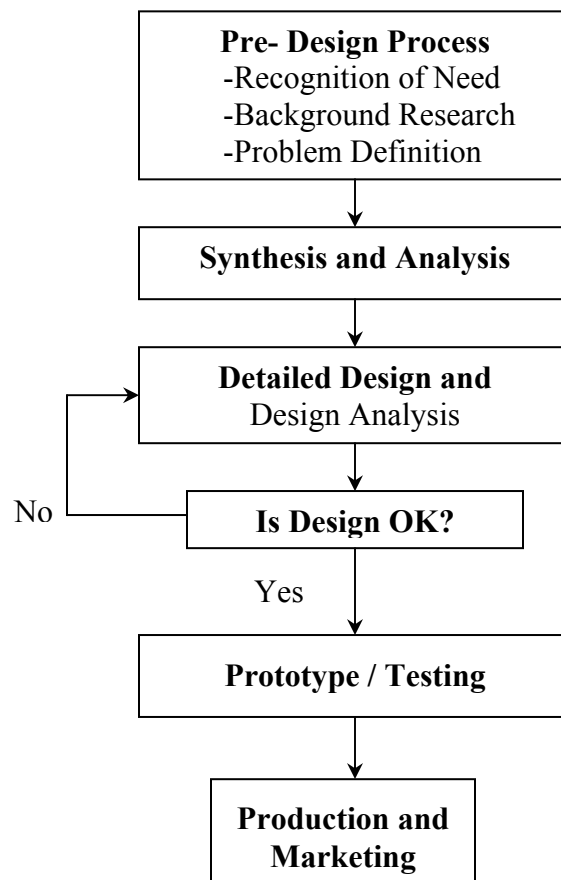 Pre- Design Process
-Recognition of Need
-Background Research
-Problem Definition
Synthesis and Analysis
Detailed Design and
Design Analysis
No
Is Design OK?
Yes
Prototype / Testing
Production and
Marketing